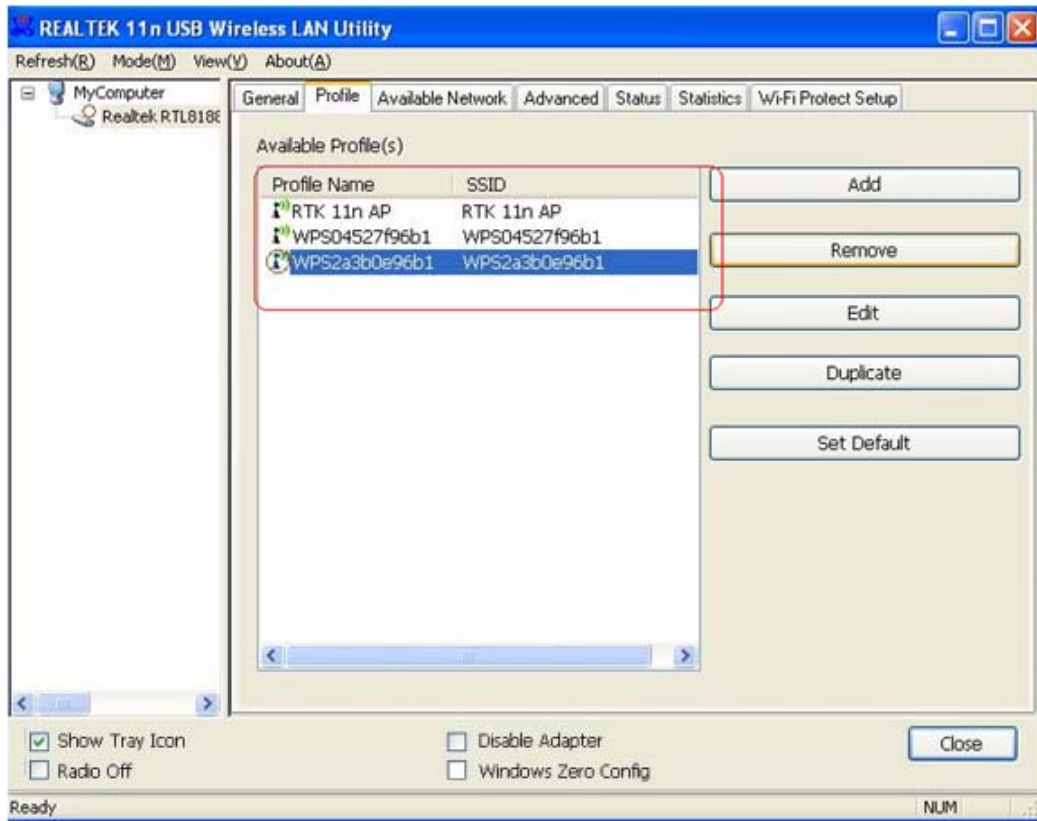 REALTEK 11n USB Wireless LAN Utility
Refresh(R) Mode(M) View(V) About(A)
MyComputer
Realtek RTL8188
General Profile Available Network Advanced Status Statistics Wi-Fi Protect Setup
Available Profile(s)
Profile Name SSID
RTK 11n AP RTK 11n AP
WPS04527f96b1 WPS04527f96b1
WPS2a3b0e96b1 WPS2a3b0e96b1
Add
Remove
Edit
Duplicate
Set Default
Show Tray Icon
Radio Off
Disable Adapter
Windows Zero Config
Close
Ready
NUM